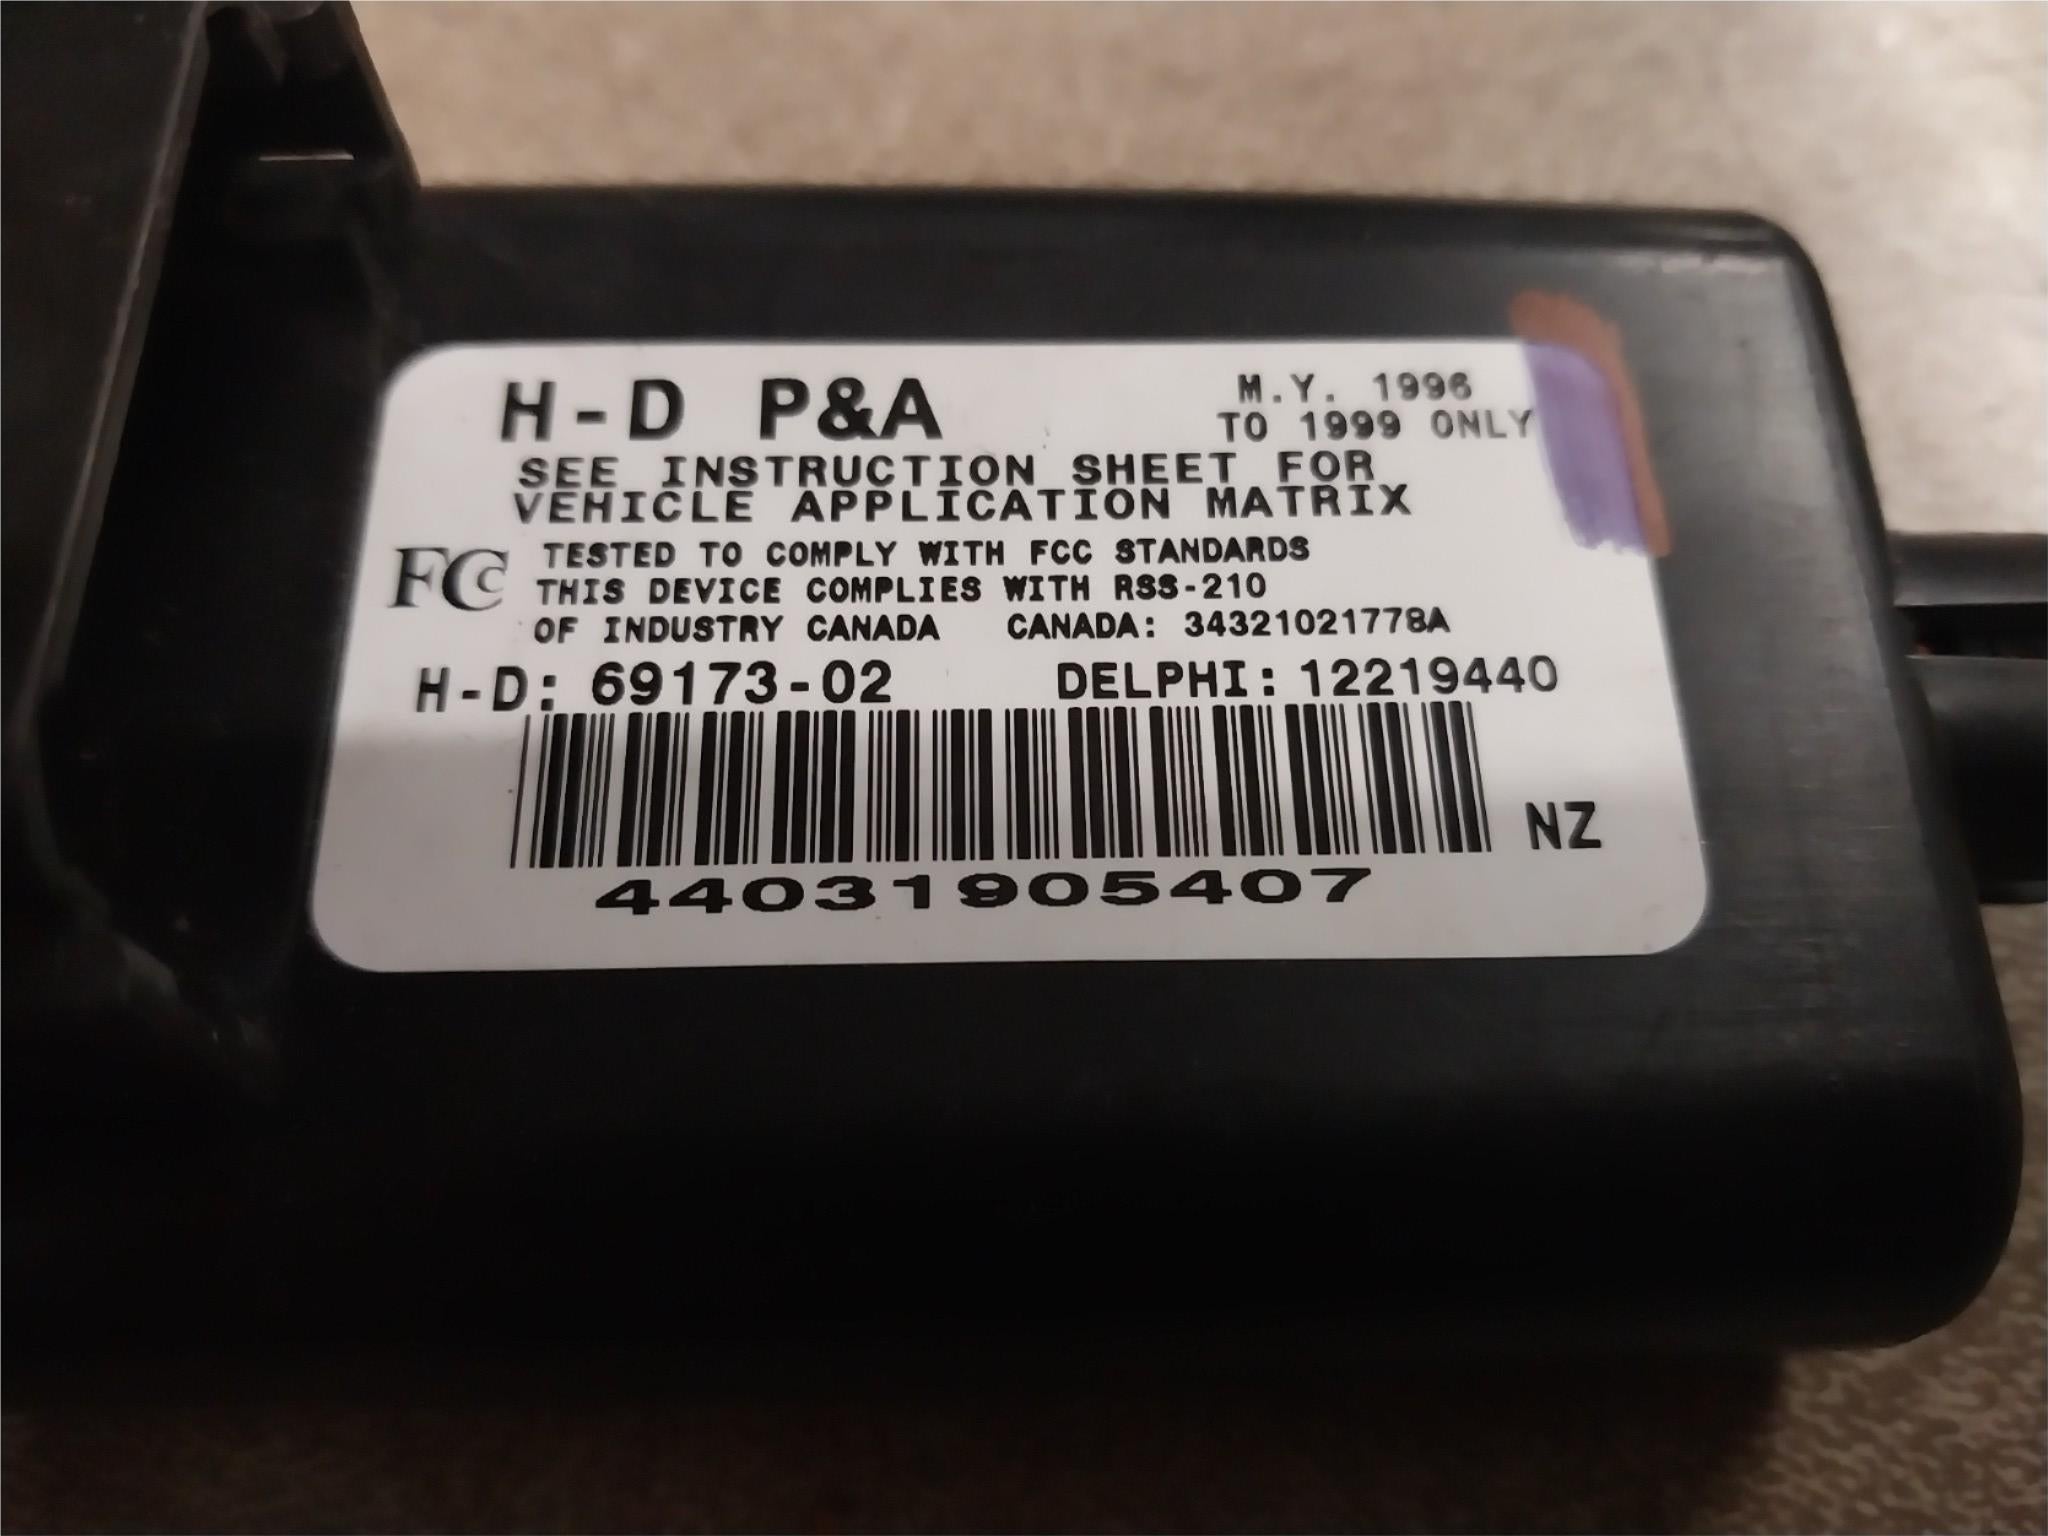 H-D P&A
M.Y. 1996
TO 1999 ONLY
SEE INSTRUCTION SHEET FOR
VEHICLE APPLICATION MATRIX
FCC
TESTED TO COMPLY WITH FCC STANDARDS
THIS DEVICE COMPLIES WITH RSS-210
OF INDUSTRY CANADA CANADA: 34321021778A
H-D: 69173-02 DELPHI: 12219440
NZ
44031905407